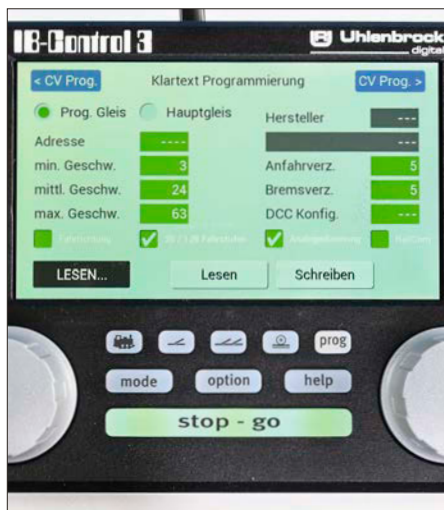 IB-Control 3
Uhlenbrock
digital
< CV Prog.
Klartext Programmierung
CV Prog. >
Prog. Gleis
Hauptgleis
Hersteller
---
Adresse
----
---
min. Geschw.
3
Anfahrverz.
5
mittl. Geschw.
24
Bremsverz.
5
max. Geschw.
63
DCC Konfig.
---
LESEN...
Lesen
Schreiben
prog
mode
option
help
stop - go